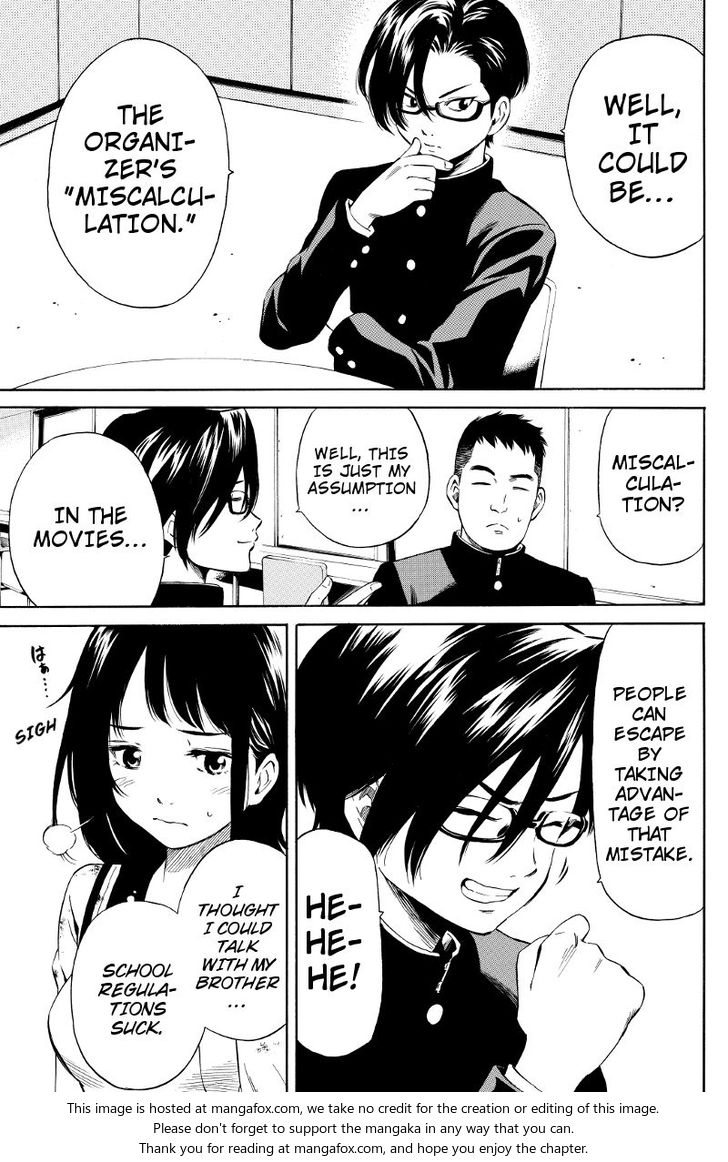 WELL,
IT
COULD
BE...
THE
ORGANI-
ZER'S
"MISCALCU-
LATION."
MISCAL-
CULA-
TION?
WELL, THIS
IS JUST MY
ASSUMPTION
...
IN THE
MOVIES...
PEOPLE
CAN
ESCAPE
BY
TAKING
ADVAN-
TAGE OF
THAT
MISTAKE.
HE-
HE-
HE!
はぁ...
SIGH
I
THOUGHT
I COULD
TALK
WITH MY
BROTHER
...
SCHOOL
REGULA-
TIONS
SUCK.
This image is hosted at mangafox.com, we take no credit for the creation or editing of this image.
Please don't forget to support the mangaka in any way that you can.
Thank you for reading at mangafox.com, and hope you enjoy the chapter.